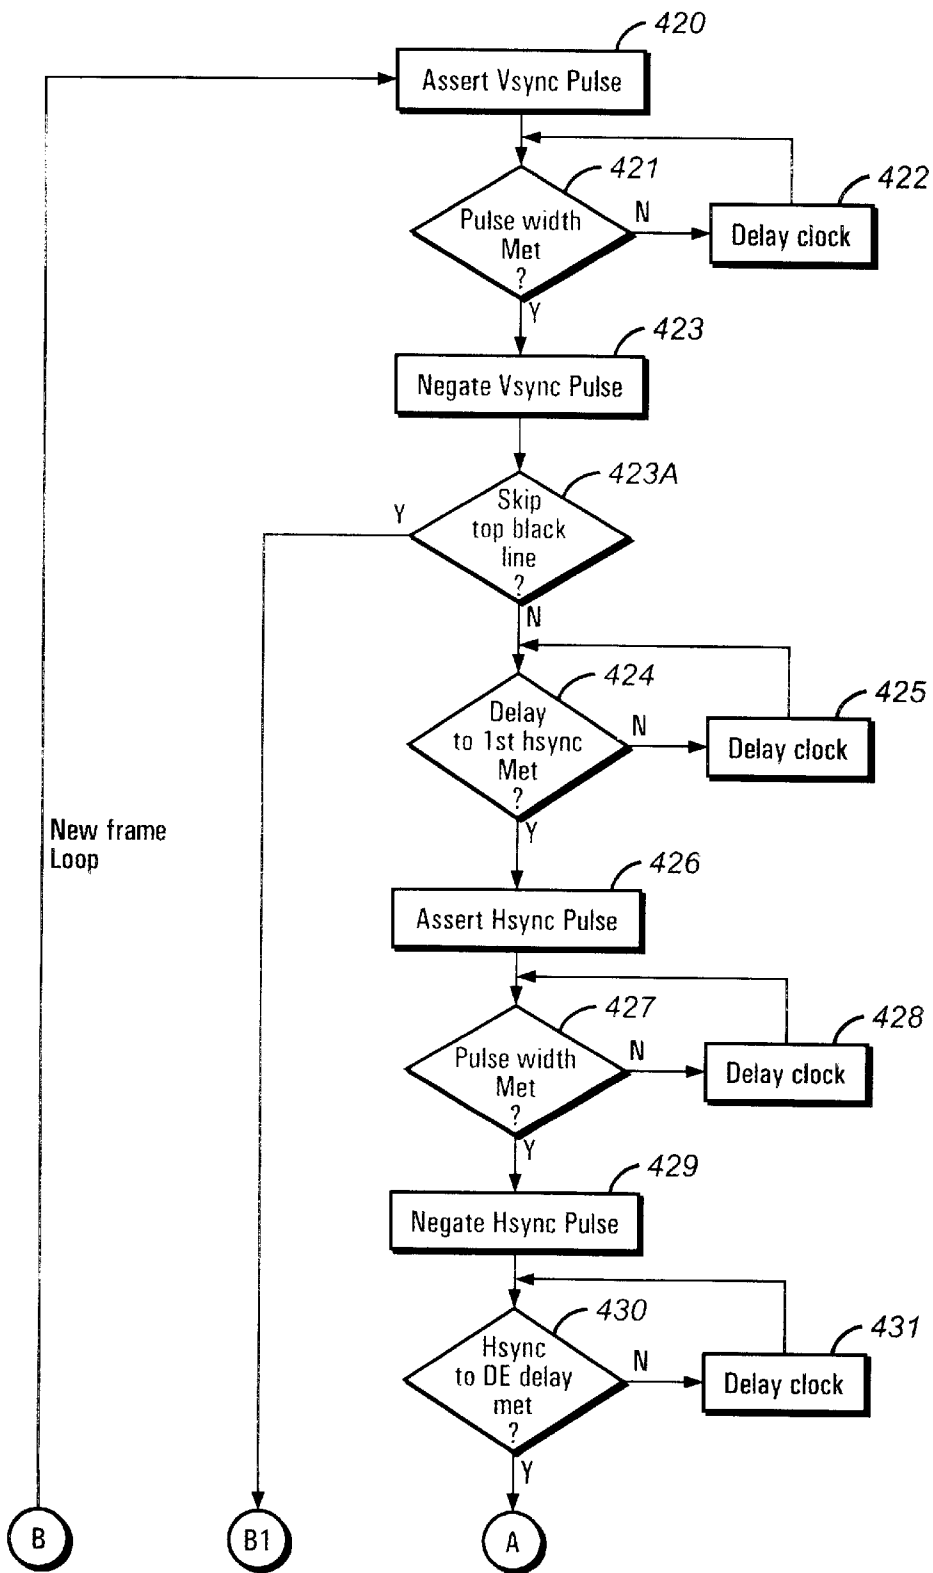 420
Assert Vsync Pulse
421
Pulse width
Met
?
N
422
Delay clock
Y
423
Negate Vsync Pulse
423A
Skip
top black
line
?
Y
N
424
Delay
to 1st hsync
Met
?
N
425
Delay clock
Y
New frame
Loop
426
Assert Hsync Pulse
427
Pulse width
Met
?
N
428
Delay clock
Y
429
Negate Hsync Pulse
430
Hsync
to DE delay
met
?
N
431
Delay clock
Y
B
B1
A